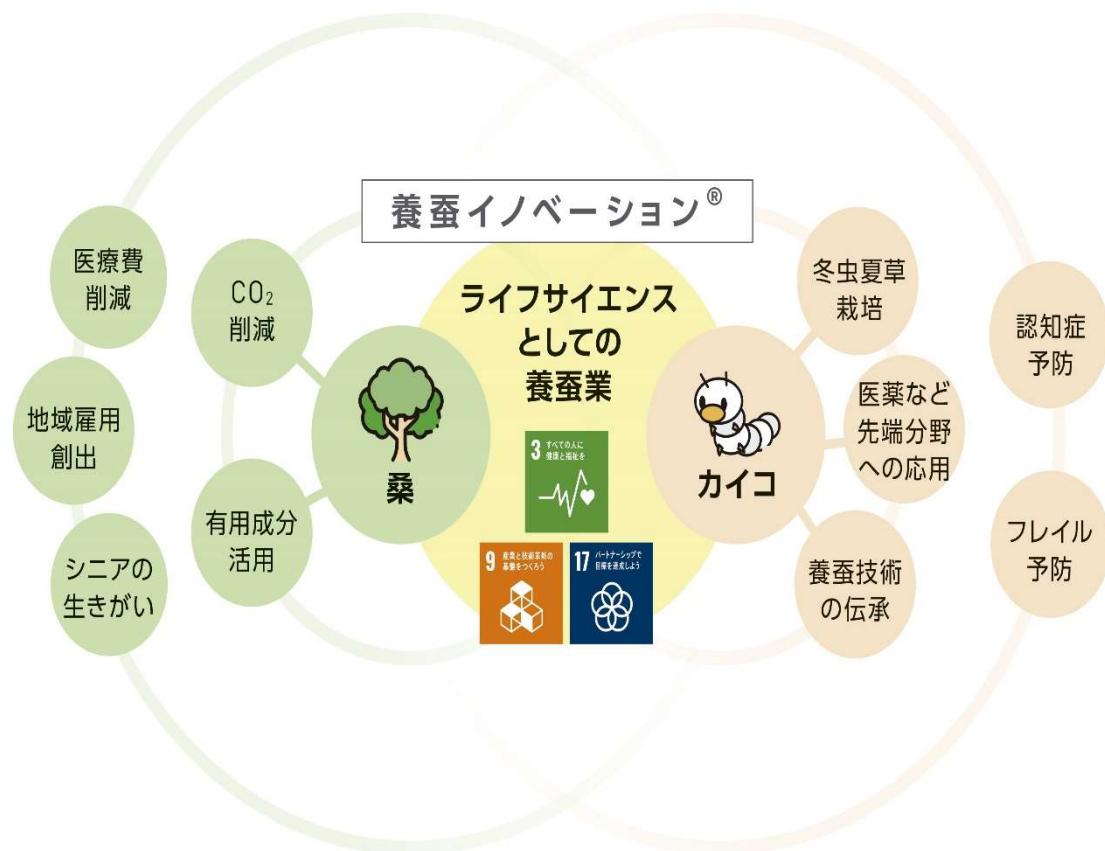 養蚕イノベーション®
ライフサイエンス
としての
養蚕業
医療費
削減
地域雇用
創出
シニアの
生きがい
CO₂
削減
有用成分
活用
桑
3 すべての人に
健康と福祉を
9 産業と技術革新の
基盤をつくろう
17 パートナーシップで
目標を達成しよう
カイコ
冬虫夏草
栽培
医薬など
先端分野
への応用
養蚕技術
の伝承
認知症
予防
フレイル
予防